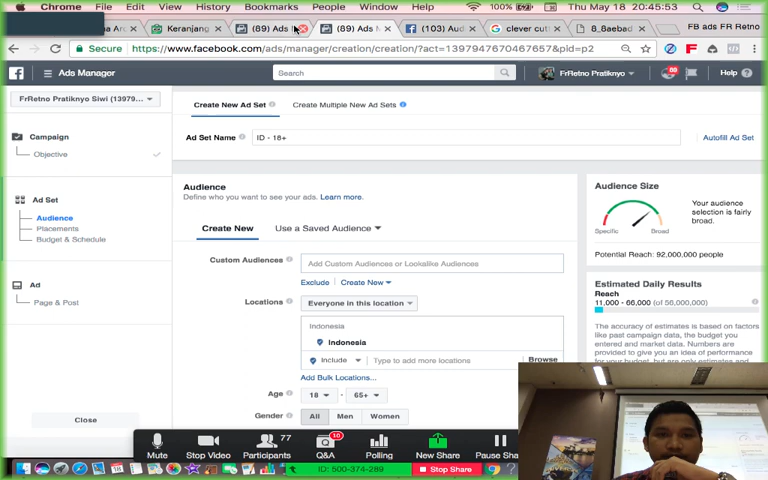 Chrome File Edit View History Bookmarks People Window Help 100% Thu May 18 20:45:53
Keranjang (89) Ads (89) Ads M (103) Aud clever cut 8_8aebad FB ads FR Retno
Secure https://www.facebook.com/ads/manager/creation/creation/?act=1397947670467657&pid=p2
Ads Manager Search FrRetno Pratiknyo Help
FrRetno Pratiknyo Siwi (13979... Create New Ad Set Create Multiple New Ad Sets
Campaign
Objective
Ad Set Name ID - 18+ Autofill Ad Set
Ad Set
Audience
Placements
Budget & Schedule
Ad
Page & Post
Close
Audience
Define who you want to see your ads. Learn more.
Create New Use a Saved Audience
Custom Audiences Add Custom Audiences or Lookalike Audiences
Exclude Create New
Locations Everyone in this location
Indonesia
Indonesia
Include Type to add more locations Browse
Add Bulk Locations...
Age 18 - 65+
Gender All Men Women
Audience Size
Specific Broad
Your audience
selection is fairly
broad.
Potential Reach: 92,000,000 people
Estimated Daily Results
Reach
11,000 - 66,000 (of 56,000,000)
The accuracy of estimates is based on factors
like past campaign data, the budget you
entered and market data. Numbers are
provided to give you an idea of performance
for your budget, but are only estimates and
77 10
Mute Stop Video Participants Q&A Polling New Share Pause Sh
ID: 500-374-289 Stop Share